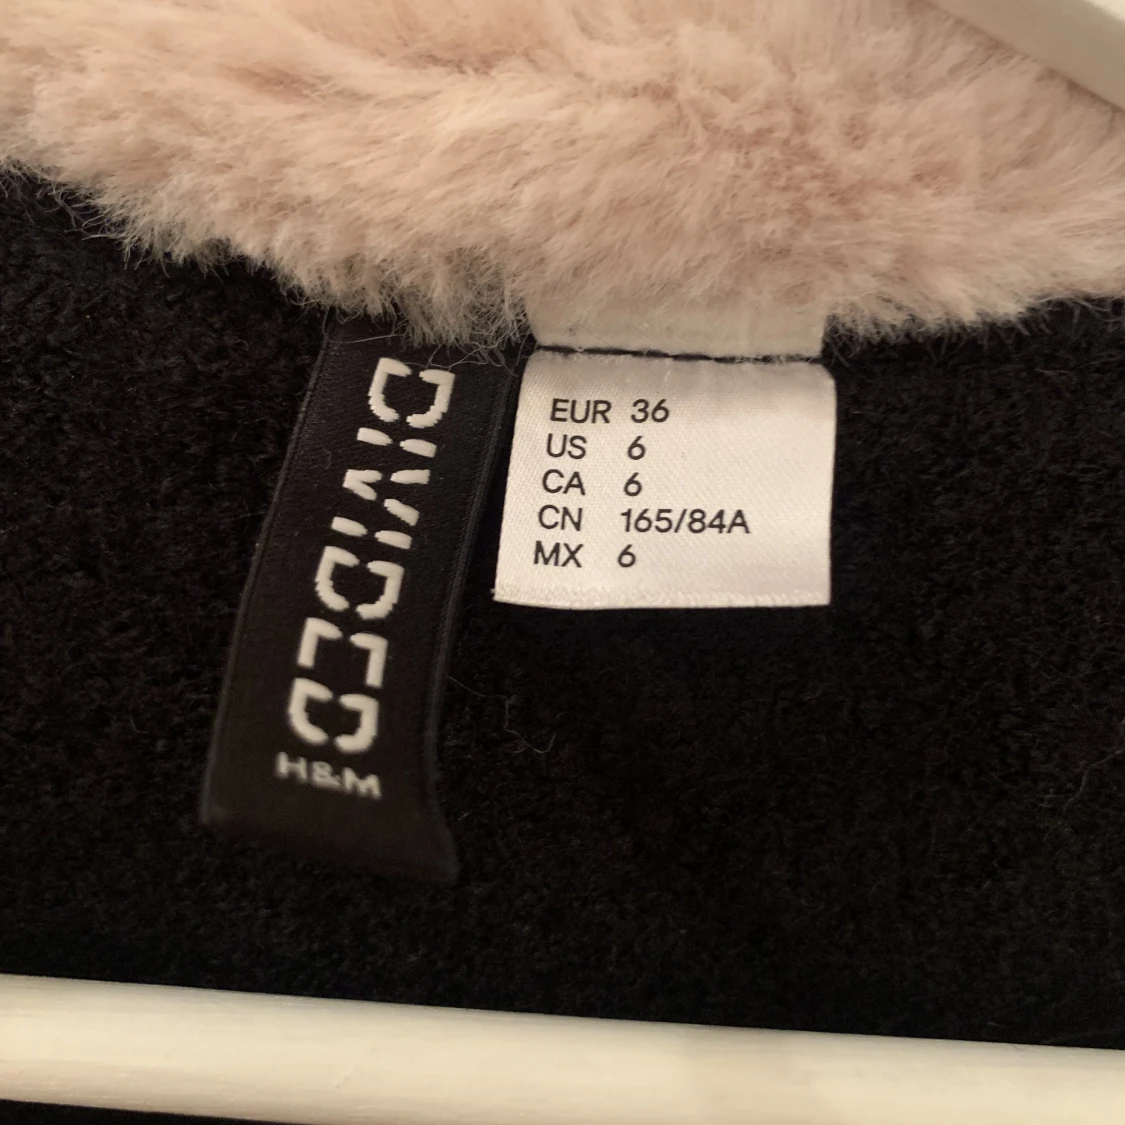 DIVIDED
H&M
EUR 36
US 6
CA 6
CN 165/84A
MX 6